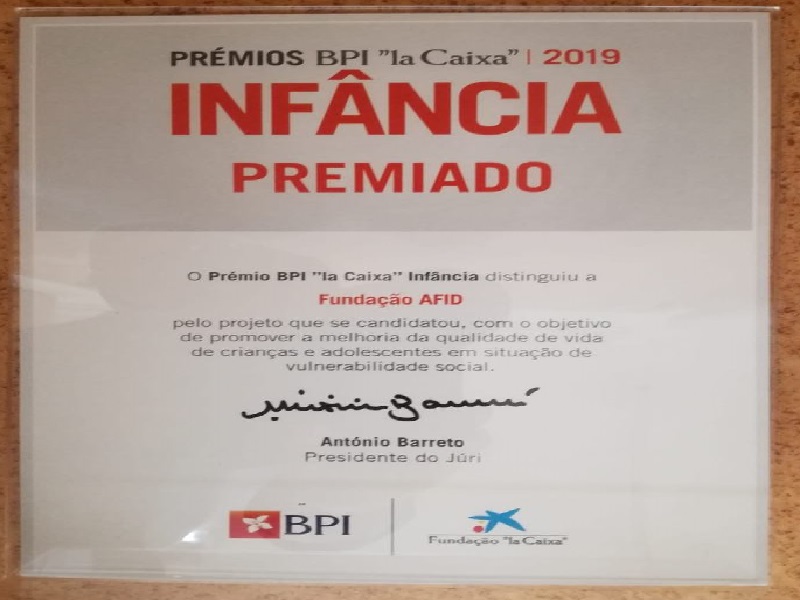 PRÉMIOS BPI "la Caixa" | 2019
INFÂNCIA
PREMIADO
O Prémio BPI "la Caixa" Infância distinguiu a
Fundação AFID
pelo projeto que se candidatou, com o objetivo
de promover a melhoria da qualidade de vida
de crianças e adolescentes em situação de
vulnerabilidade social.
António Barreto
Presidente do Júri
BPI
Fundação "la Caixa"